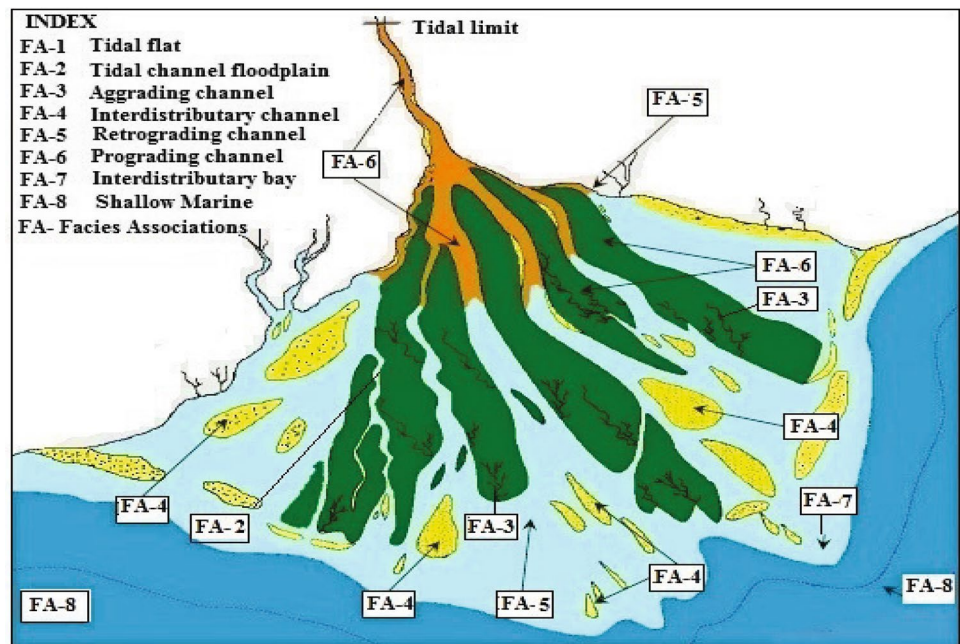 INDEX
FA-1 Tidal flat
FA-2 Tidal channel floodplain
FA-3 Aggrading channel
FA-4 Interdistributary channel
FA-5 Retrograding channel
FA-6 Prograding channel
FA-7 Interdistributary bay
FA-8 Shallow Marine
FA- Facies Associations
Tidal limit
FA-5
FA-6
FA-6
FA-3
FA-4
FA-4
FA-2
FA-3
FA-7
FA-4
FA-5
FA-4
FA-8
FA-8